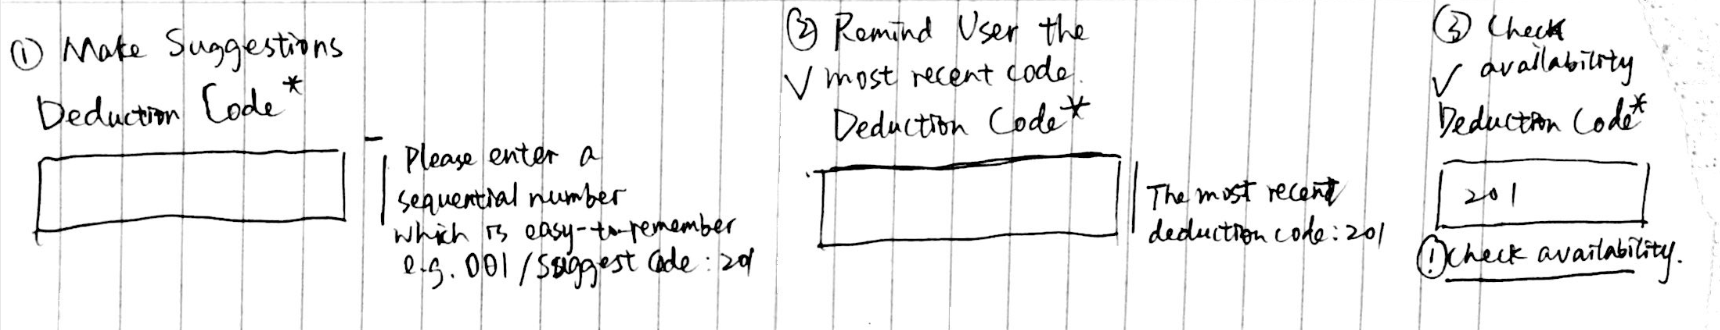 ① Make Suggestions
Deduction Code*
Please enter a
sequential number
which is easy-to-remember
e.g. 001 / Suggest Code: 201
② Remind User the
✓ most recent code.
Deduction Code*
The most recent
deduction code: 201
③ Check
✓ availability
Deduction Code*
201
! Check availability.